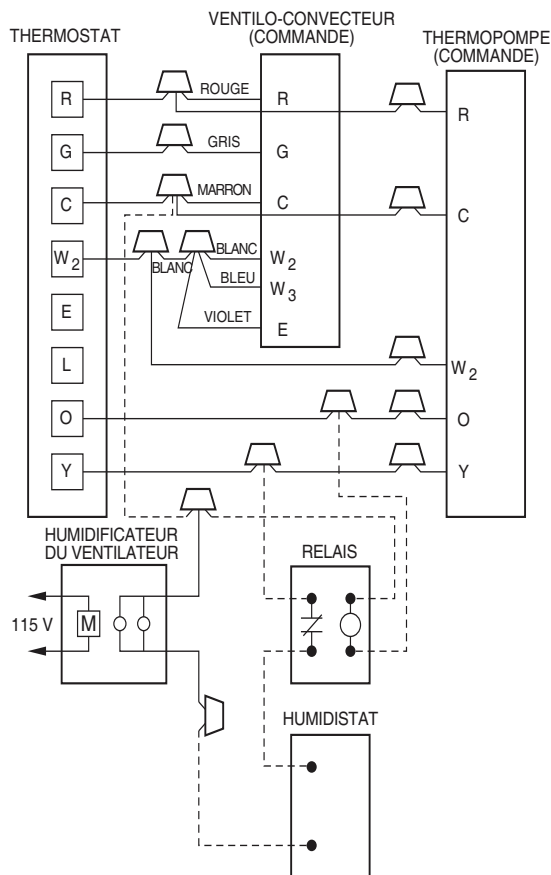 VENTILO-CONVECTEUR
(COMMANDE)
THERMOSTAT
THERMOPOMPE
(COMMANDE)
R
ROUGE
R
R
G
GRIS
G
C
MARRON
C
C
W2
BLANC
BLANC
W2
BLEU
W3
E
VIOLET
E
L
W2
O
O
Y
Y
HUMIDIFICATEUR
DU VENTILATEUR
RELAIS
M
115 V
HUMIDISTAT